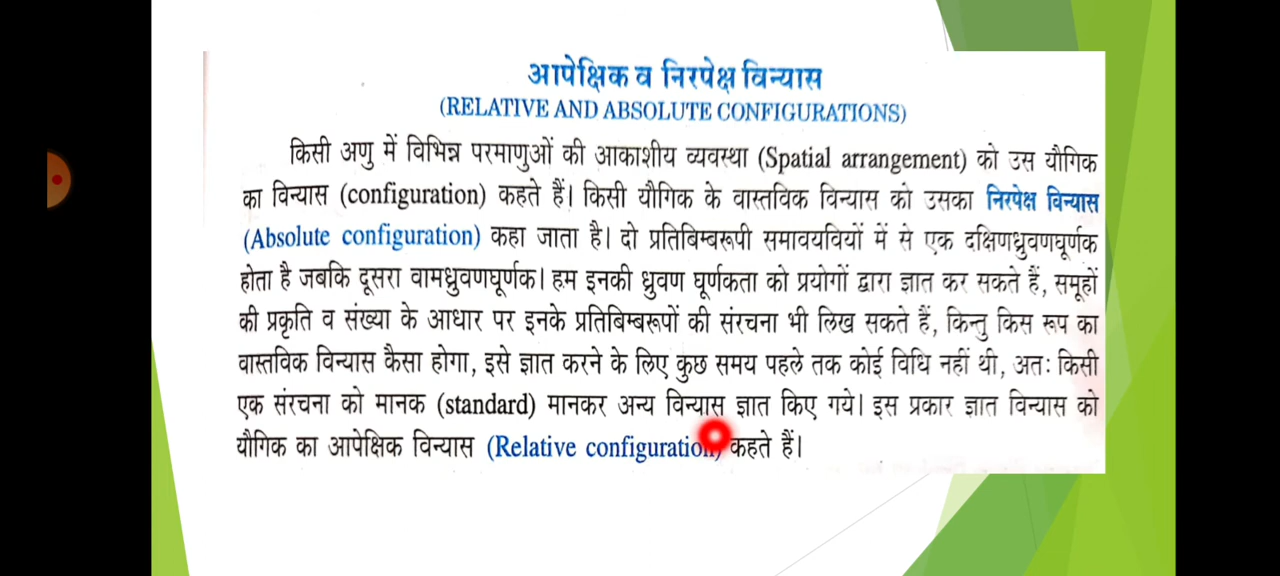 आपेक्षिक व निरपेक्ष विन्यास
(RELATIVE AND ABSOLUTE CONFIGURATIONS)
किसी अणु में विभिन्न परमाणुओं की आकाशीय व्यवस्था (Spatial arrangement) को उस यौगिक
का विन्यास (configuration) कहते हैं। किसी यौगिक के वास्तविक विन्यास को उसका निरपेक्ष विन्यास
(Absolute configuration) कहा जाता है। दो प्रतिबिम्बरूपी समावयवियों में से एक दक्षिणध्रुवणघूर्णक
होता है जबकि दूसरा वामध्रुवणघूर्णक। हम इनकी ध्रुवण घूर्णकता को प्रयोगों द्वारा ज्ञात कर सकते हैं, समूहों
की प्रकृति व संख्या के आधार पर इनके प्रतिबिम्बरूपों की संरचना भी लिख सकते हैं, किन्तु किस रूप का
वास्तविक विन्यास कैसा होगा, इसे ज्ञात करने के लिए कुछ समय पहले तक कोई विधि नहीं थी, अतः किसी
एक संरचना को मानक (standard) मानकर अन्य विन्यास ज्ञात किए गये। इस प्रकार ज्ञात विन्यास को
यौगिक का आपेक्षिक विन्यास (Relative configuration) कहते हैं।